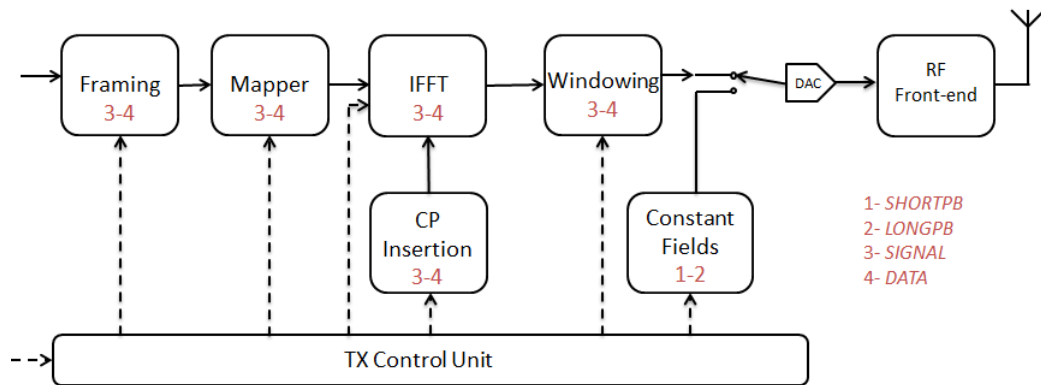 Framing
3-4
Mapper
3-4
IFFT
3-4
Windowing
3-4
DAC
RF
Front-end
CP
Insertion
3-4
Constant
Fields
1-2
1- SHORTPB
2- LONGPB
3- SIGNAL
4- DATA
TX Control Unit